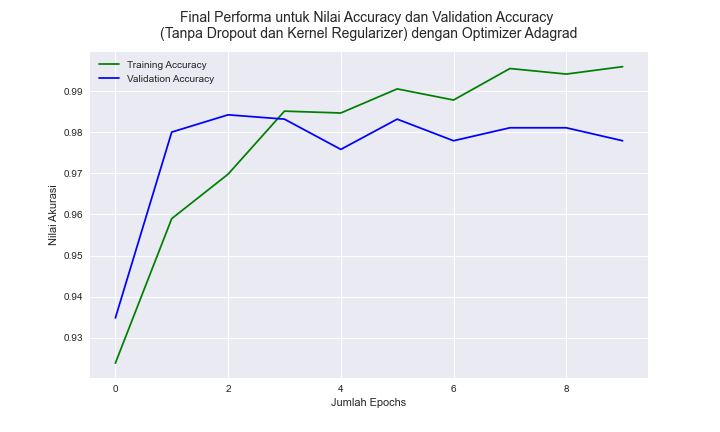 Final Performa untuk Nilai Accuracy dan Validation Accuracy
(Tanpa Dropout dan Kernel Regularizer) dengan Optimizer Adagrad
Training Accuracy
Validation Accuracy
Nilai Akurasi
0.99
0.98
0.97
0.96
0.95
0.94
0.93
0 2 4 6 8
Jumlah Epochs